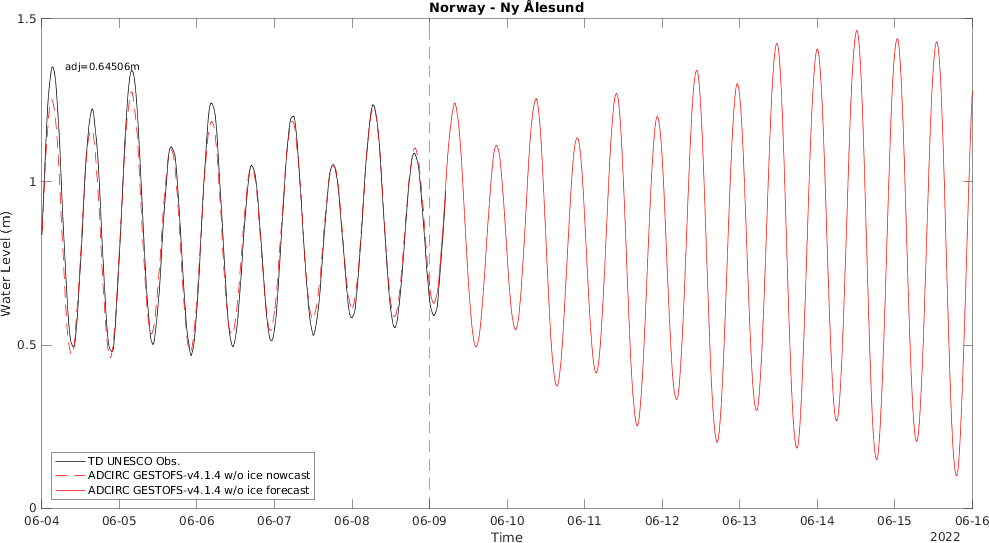 Norway - Ny Ålesund
1.5
adj=0.64506m
1
Water Level (m)
0.5
TD UNESCO Obs.
ADCIRC GESTOFS-v4.1.4 w/o ice nowcast
ADCIRC GESTOFS-v4.1.4 w/o ice forecast
0
06-04 06-05 06-06 06-07 06-08 06-09 06-10 06-11 06-12 06-13 06-14 06-15 06-16
Time
2022